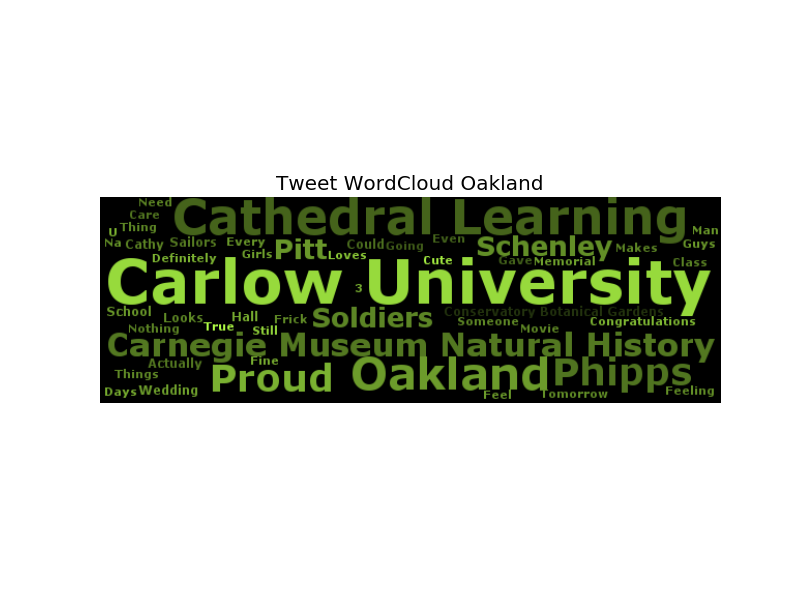 Tweet WordCloud Oakland
Need
Cathedral Learning
Care
Thing
U
Man
Na Cathy Sailors Every Pitt Could Going Even Schenley Makes Guys
Definitely Girls Loves Cute Gave Memorial Class
Carlow University
3
School Looks Hall Frick Soldiers Conservatory Botanical Gardens
Nothing True Still Someone Movie Congratulations
Carnegie Museum Natural History
Actually Fine
Things Proud Oakland Phipps
Days Wedding Feel Tomorrow Feeling